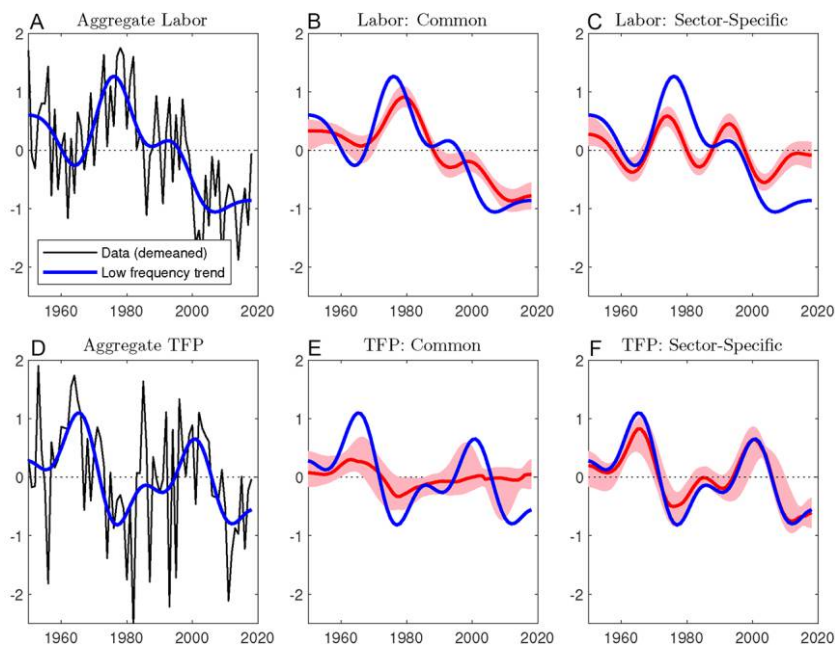 A Aggregate Labor
B Labor: Common
C Labor: Sector-Specific
2
1
0
-1
-2
Data (demeaned)
Low frequency trend
1960 1980 2000 2020
2
1
0
-1
-2
1960 1980 2000 2020
2
1
0
-1
-2
1960 1980 2000 2020
D Aggregate TFP
E TFP: Common
F TFP: Sector-Specific
2
1
0
-1
-2
1960 1980 2000 2020
2
1
0
-1
-2
1960 1980 2000 2020
2
1
0
-1
-2
1960 1980 2000 2020